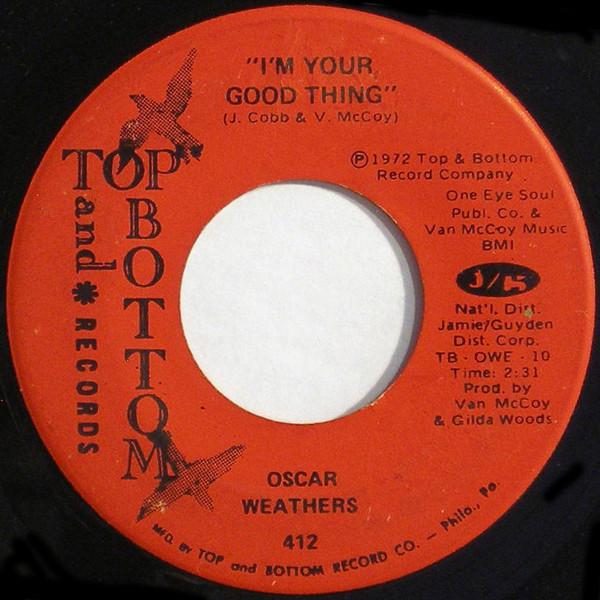 "I'M YOUR
GOOD THING"
(J. Cobb & V. McCoy)
TOP
and
BOTTOM
RECORDS
Ⓟ1972 Top & Bottom
Record Company
One Eye Soul
Publ. Co. &
Van McCoy Music
BMI
Nat'l. Dirt.
Jamie/Guyden
Dist. Corp.
TB - OWE - 10
Time: 2:31
Prod. by
Van McCoy
& Gilda Woods
OSCAR
WEATHERS
412
MFG. BY TOP and BOTTOM RECORD CO. — Phila., Pa.